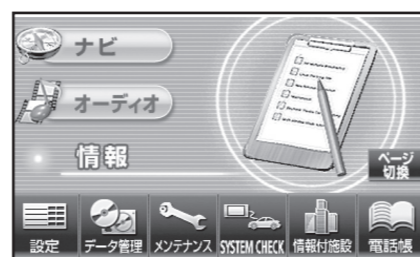 ナビ
オーディオ
情報
ページ
切換
設定
データ管理
メンテナンス
SYSTEM CHECK
情報付施設
電話帳